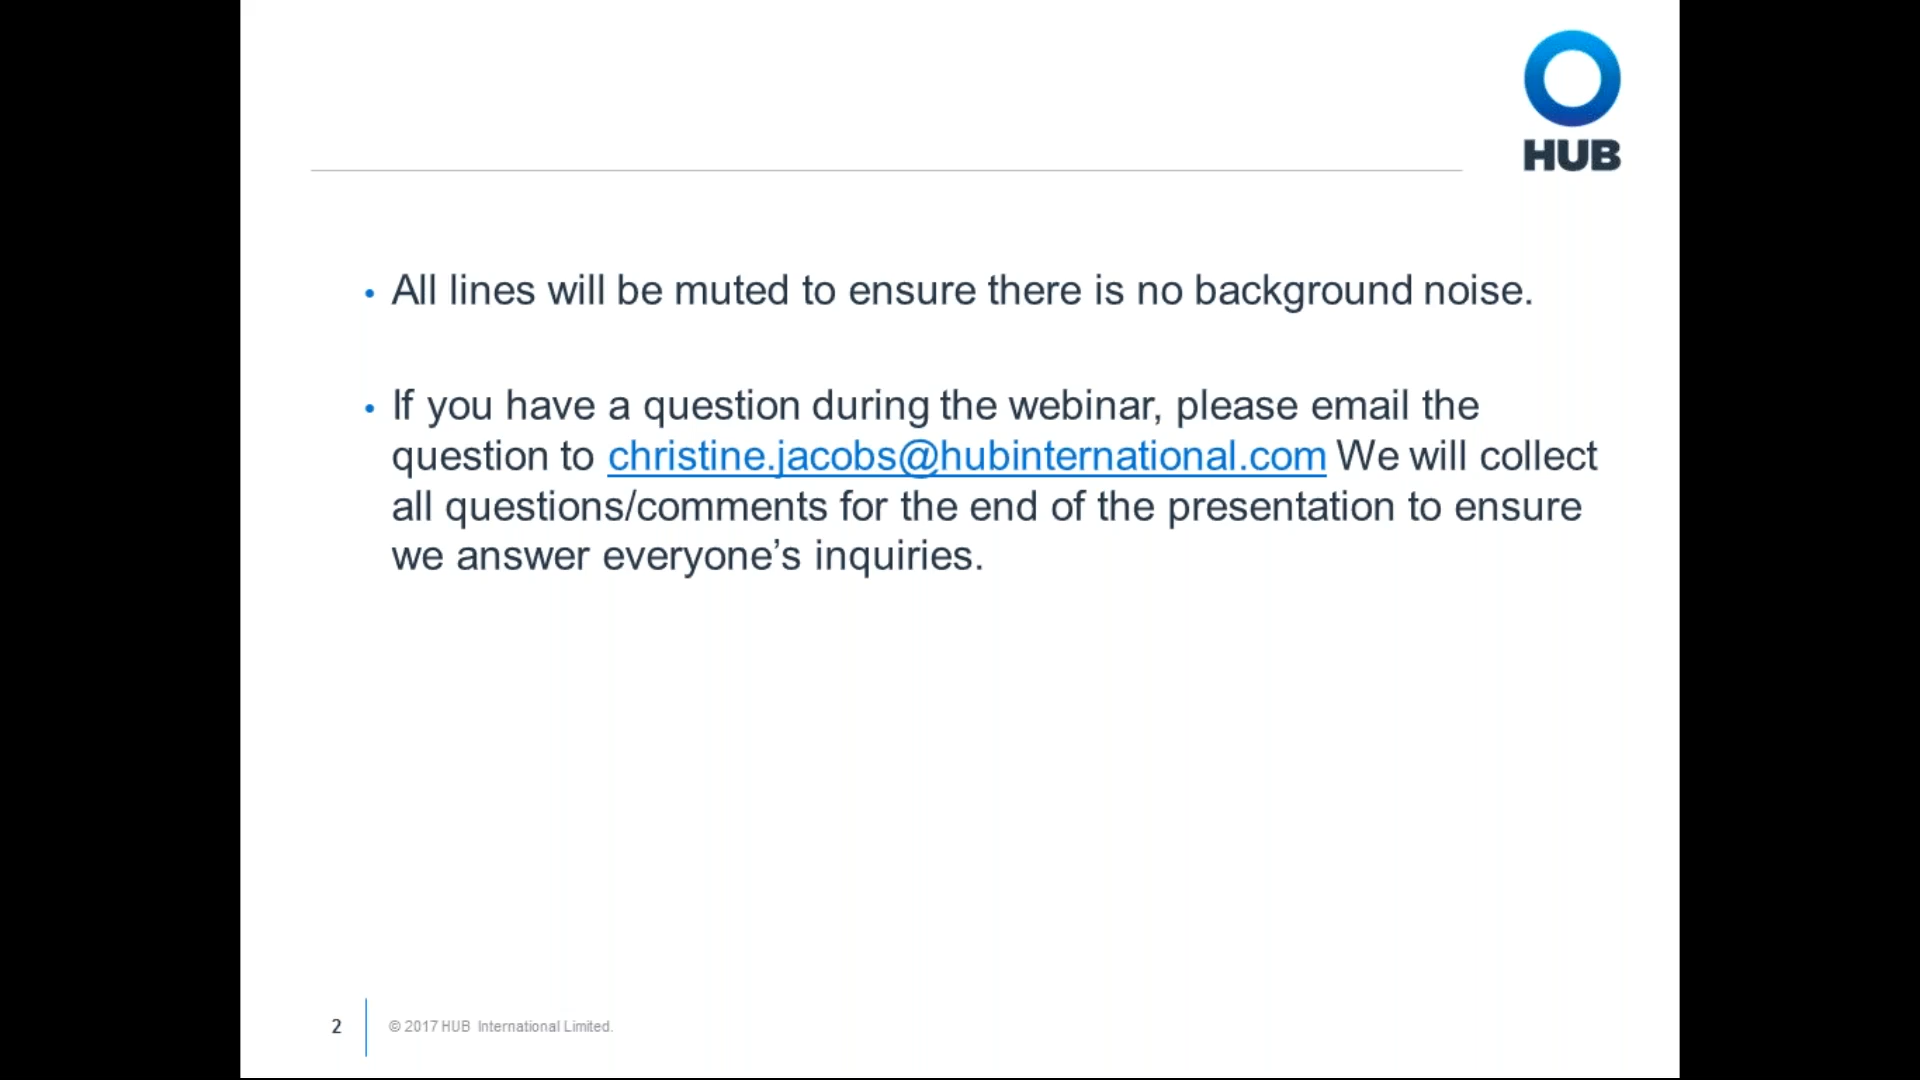 HUB
• All lines will be muted to ensure there is no background noise.
• If you have a question during the webinar, please email the
question to christine.jacobs@hubinternational.com We will collect
all questions/comments for the end of the presentation to ensure
we answer everyone’s inquiries.
2
© 2017 HUB International Limited.